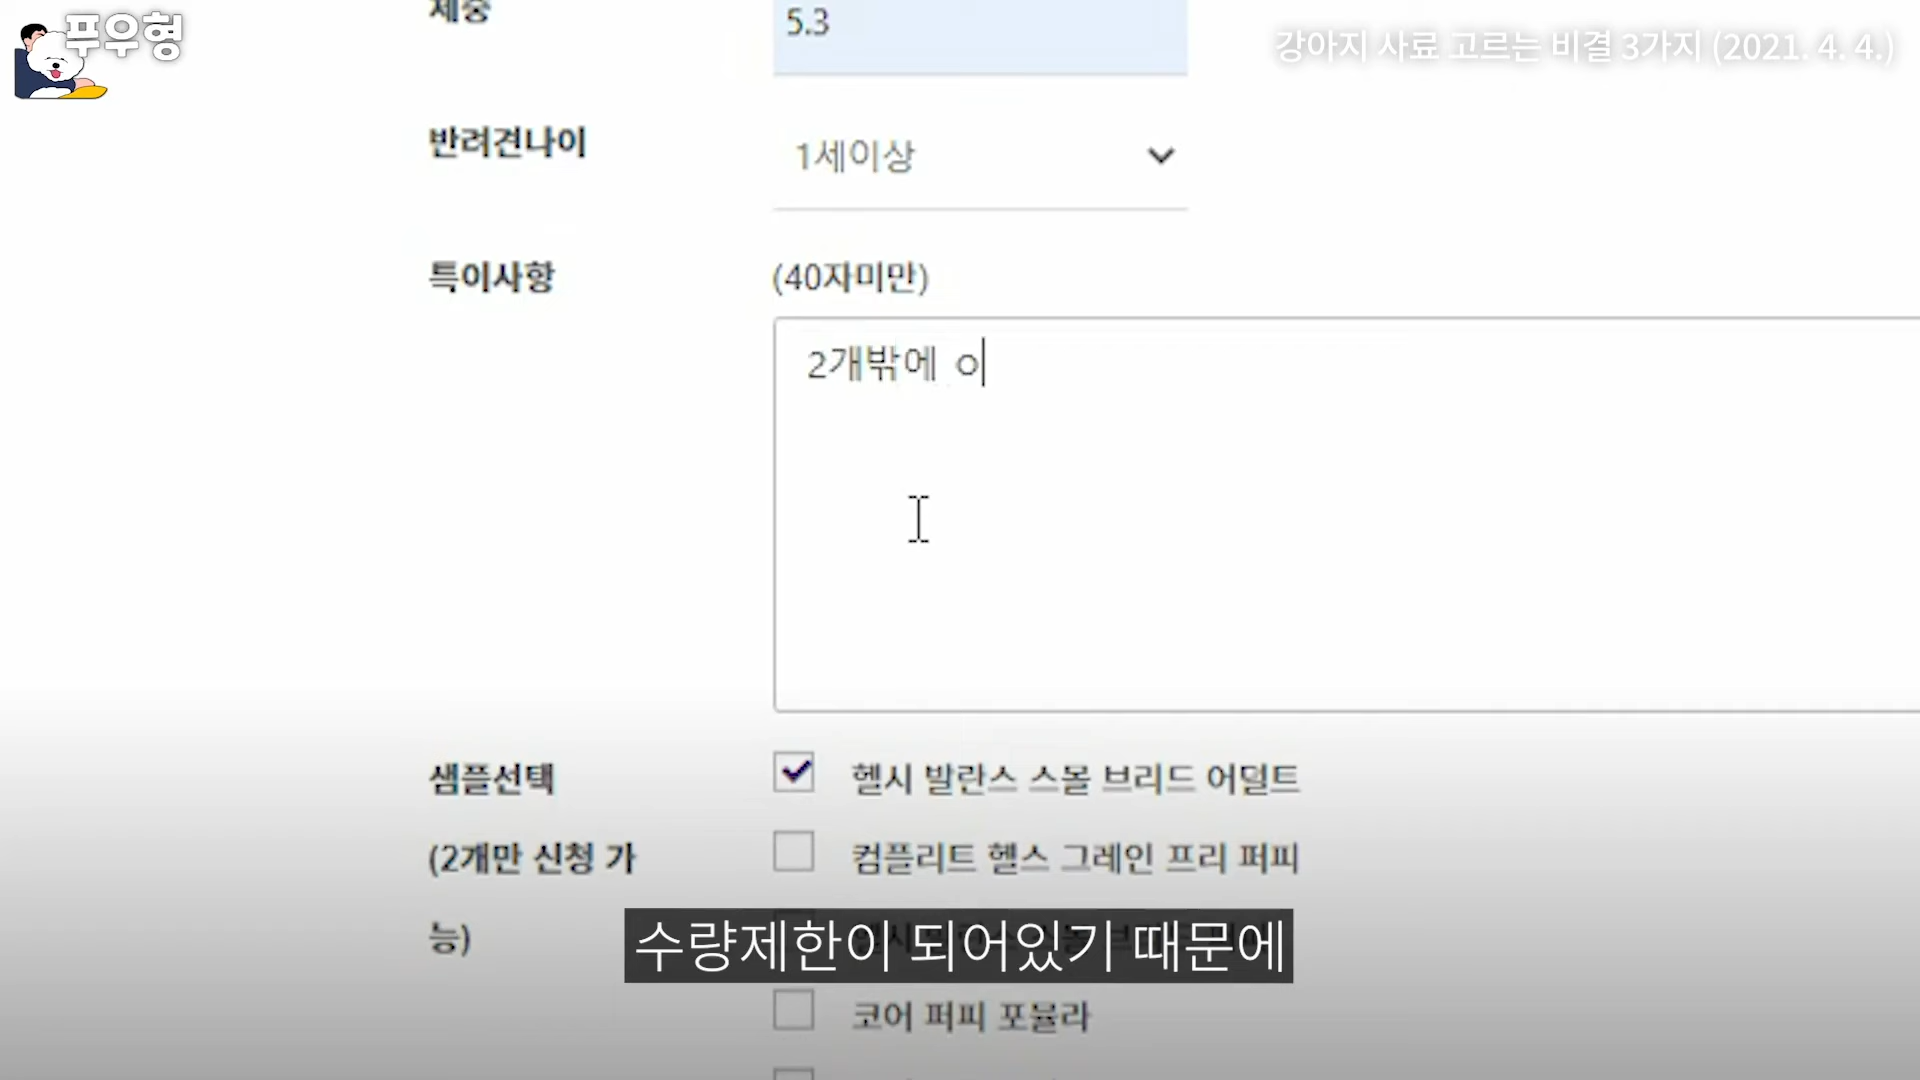 푸우형
강아지 사료 고르는 비결 3가지 (2021. 4. 4.)
체중
5.3
반려견나이
1세이상
특이사항
(40자미만)
2개밖에 ㅇ
샘플선택
(2개만 신청 가
능)
헬시 발란스 스몰 브리드 어덜트
컴플리트 헬스 그레인 프리 퍼피
코어 퍼피 포뮬라
수량제한이 되어있기 때문에